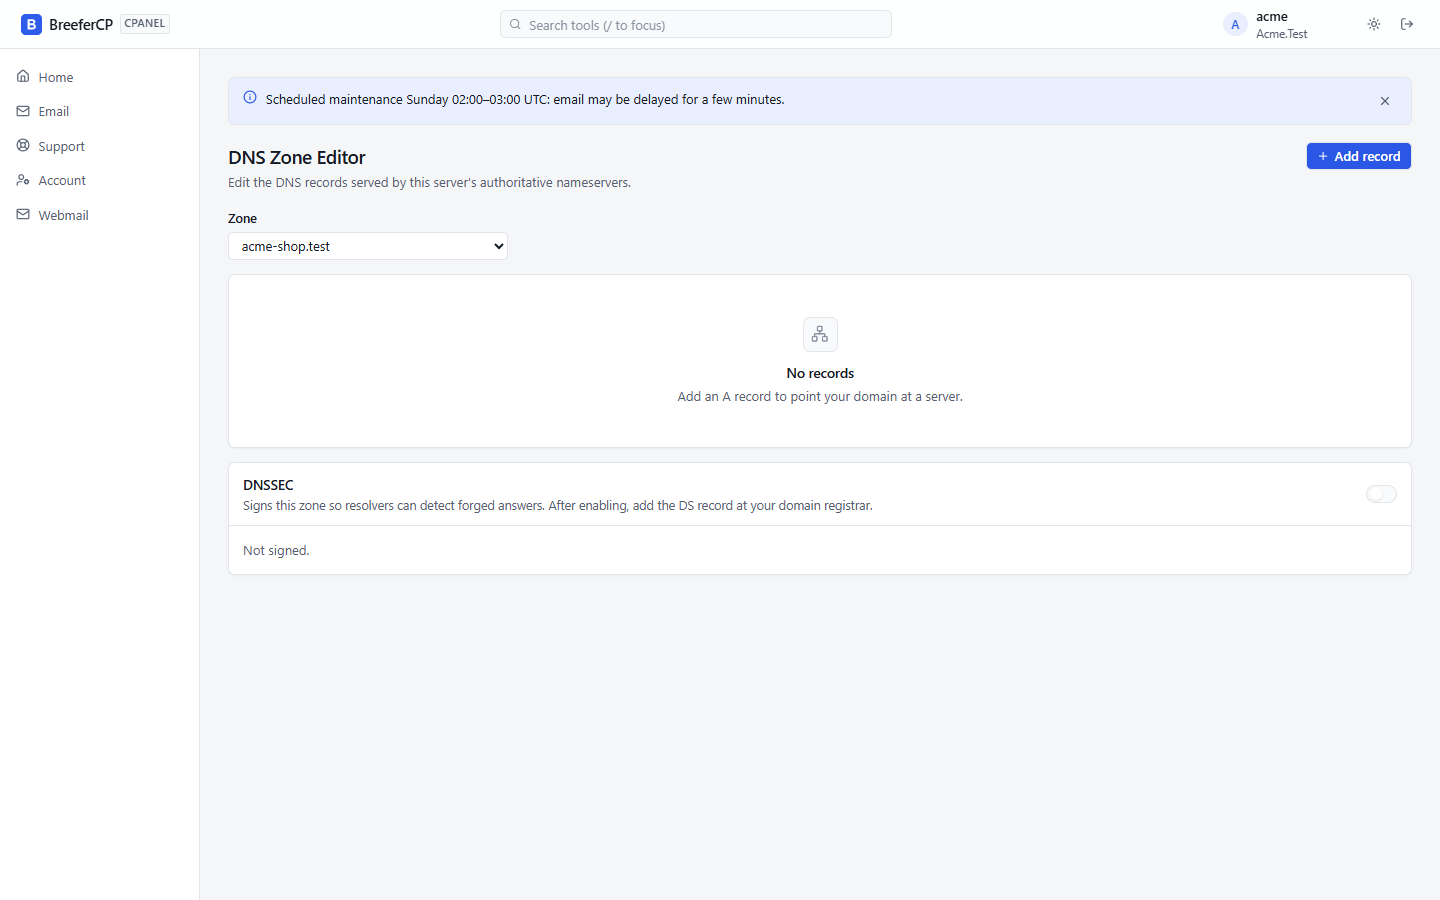 B BreeferCP CPANEL
Search tools (/ to focus)
A acme
Acme.Test
Home
Email
Support
Account
Webmail
Scheduled maintenance Sunday 02:00–03:00 UTC: email may be delayed for a few minutes.
DNS Zone Editor
+ Add record
Edit the DNS records served by this server's authoritative nameservers.
Zone
acme-shop.test
No records
Add an A record to point your domain at a server.
DNSSEC
Signs this zone so resolvers can detect forged answers. After enabling, add the DS record at your domain registrar.
Not signed.